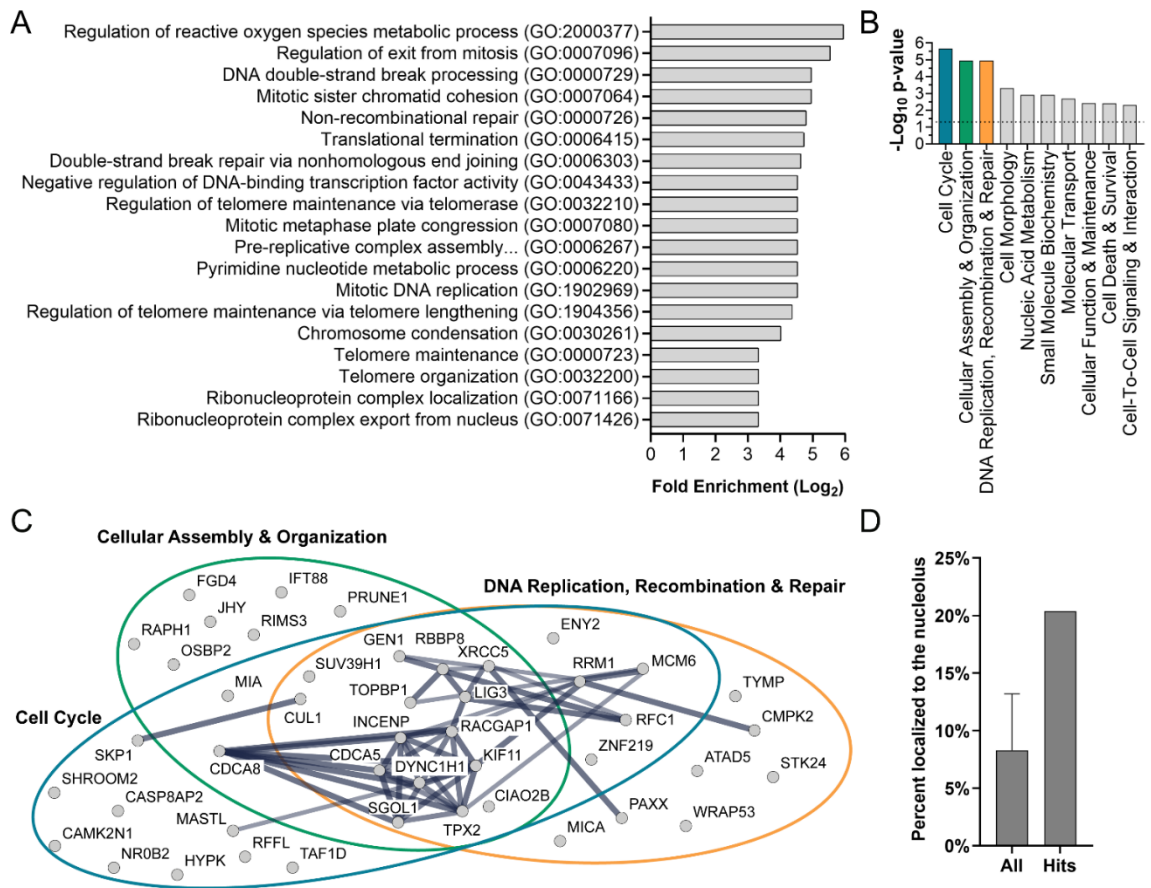 A
Regulation of reactive oxygen species metabolic process (GO:2000377)
Regulation of exit from mitosis (GO:0007096)
DNA double-strand break processing (GO:0000729)
Mitotic sister chromatid cohesion (GO:0007064)
Non-recombinational repair (GO:0000726)
Translational termination (GO:0006415)
Double-strand break repair via nonhomologous end joining (GO:0006303)
Negative regulation of DNA-binding transcription factor activity (GO:0043433)
Regulation of telomere maintenance via telomerase (GO:0032210)
Mitotic metaphase plate congression (GO:0007080)
Pre-replicative complex assembly... (GO:0006267)
Pyrimidine nucleotide metabolic process (GO:0006220)
Mitotic DNA replication (GO:1902969)
Regulation of telomere maintenance via telomere lengthening (GO:1904356)
Chromosome condensation (GO:0030261)
Telomere maintenance (GO:0000723)
Telomere organization (GO:0032200)
Ribonucleoprotein complex localization (GO:0071166)
Ribonucleoprotein complex export from nucleus (GO:0071426)
0 1 2 3 4 5 6
Fold Enrichment (Log2)
B
-Log10 p-value
6
5
4
3
2
1
0
Cell Cycle
Cellular Assembly & Organization
DNA Replication, Recombination & Repair
Cell Morphology
Nucleic Acid Metabolism
Small Molecule Biochemistry
Molecular Transport
Cellular Function & Maintenance
Cell Death & Survival
Cell-To-Cell Signaling & Interaction
C
Cellular Assembly & Organization
DNA Replication, Recombination & Repair
Cell Cycle
FGD4
IFT88
JHY
PRUNE1
RAPH1
RIMS3
OSBP2
GEN1
RBBP8
XRCC5
ENY2
SUV39H1
RRM1
MCM6
MIA
TOPBP1
LIG3
TYMP
CUL1
CMPK2
SKP1
INCENP
RACGAP1
RFC1
CDCA8
CDCA5
DYNC1H1
KIF11
ZNF219
ATAD5
STK24
SHROOM2
CASP8AP2
SGOL1
CIAO2B
PAXX
WRAP53
CAMK2N1
MASTL
TPX2
MICA
NR0B2
HYPK
RFFL
TAF1D
D
Percent localized to the nucleolus
25%
20%
15%
10%
5%
0%
All Hits